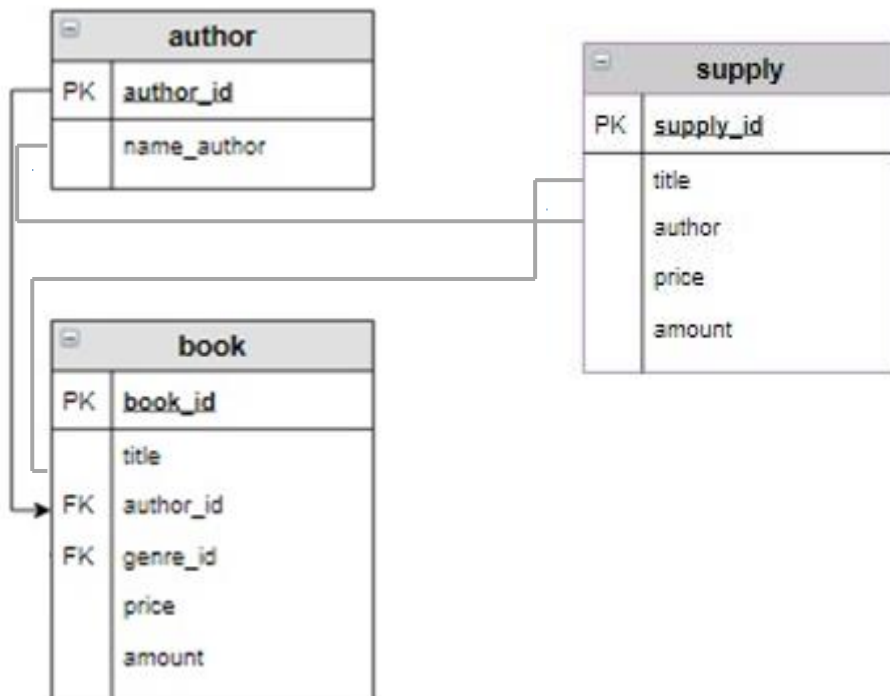 author
PK author_id
name_author
supply
PK supply_id
title
author
price
amount
book
PK book_id
title
FK author_id
FK genre_id
price
amount